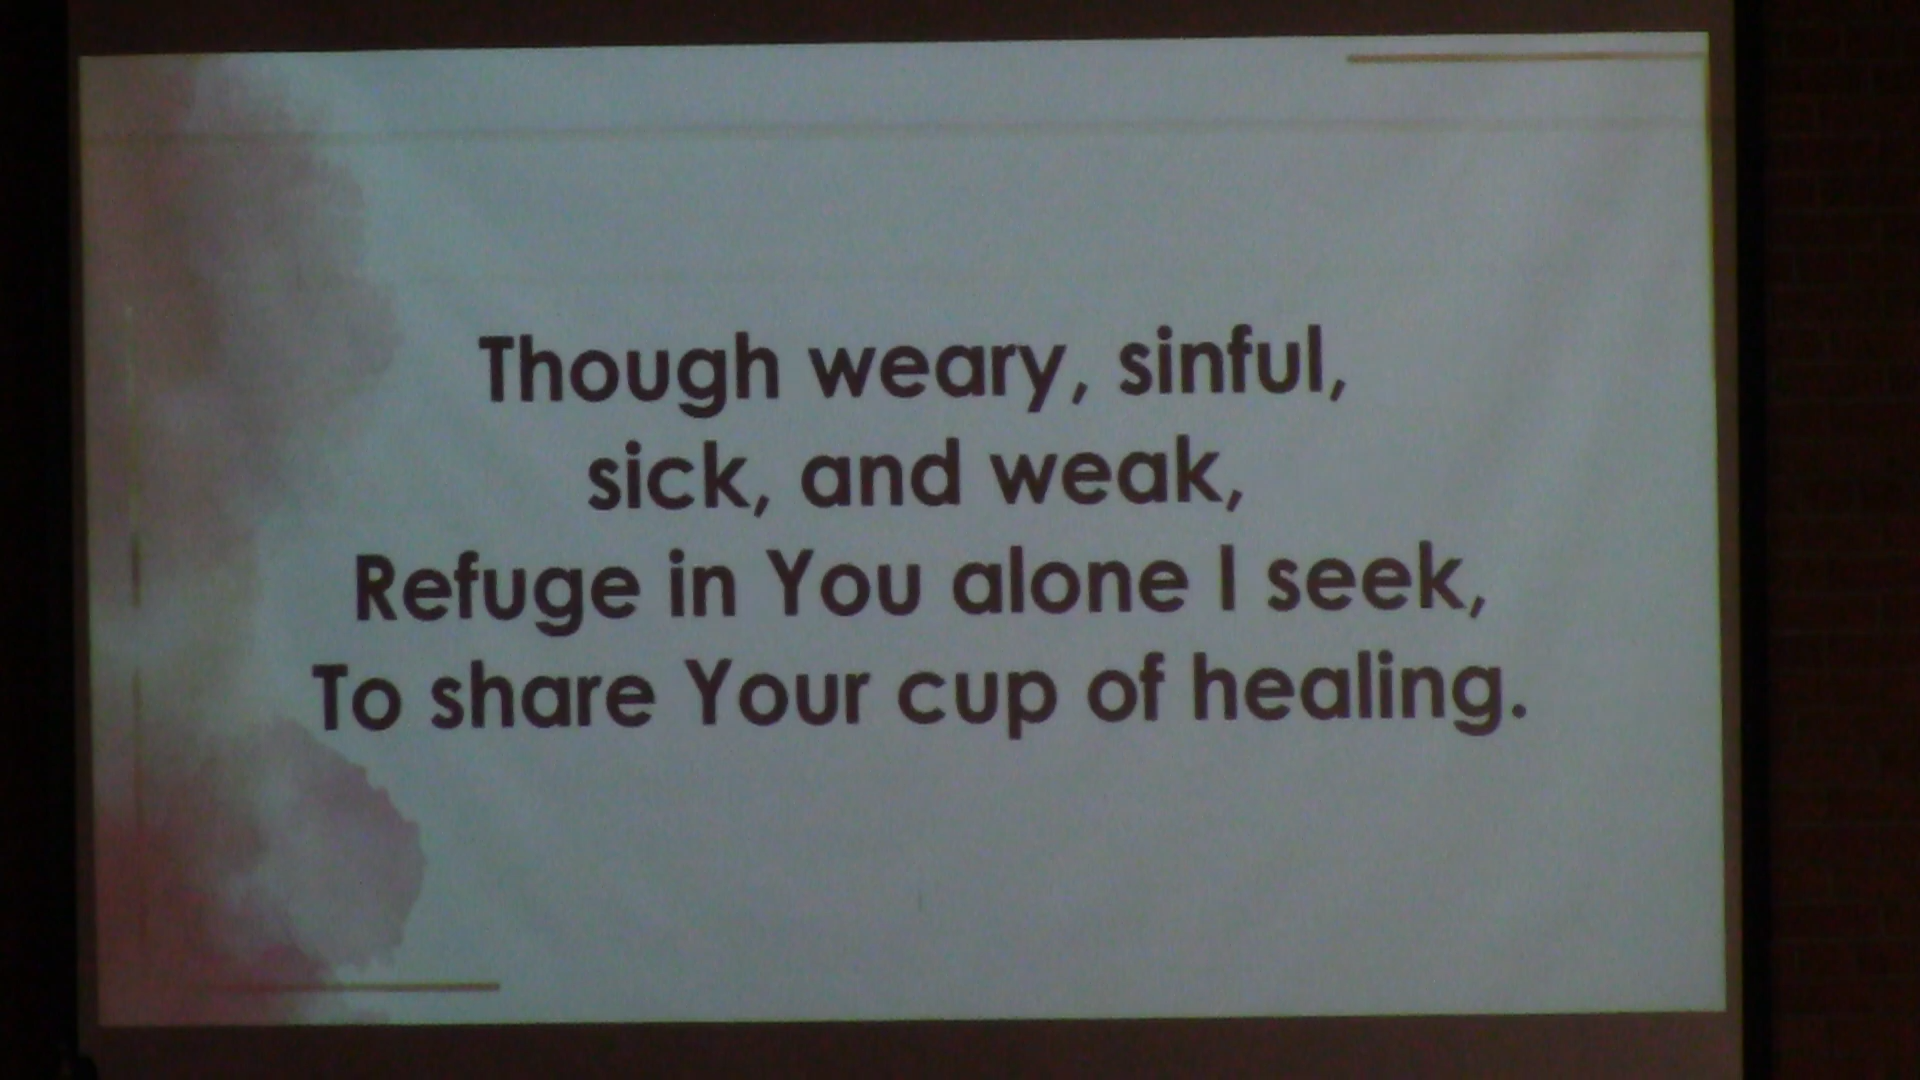 Though weary, sinful,
sick, and weak,
Refuge in You alone I seek,
To share Your cup of healing.